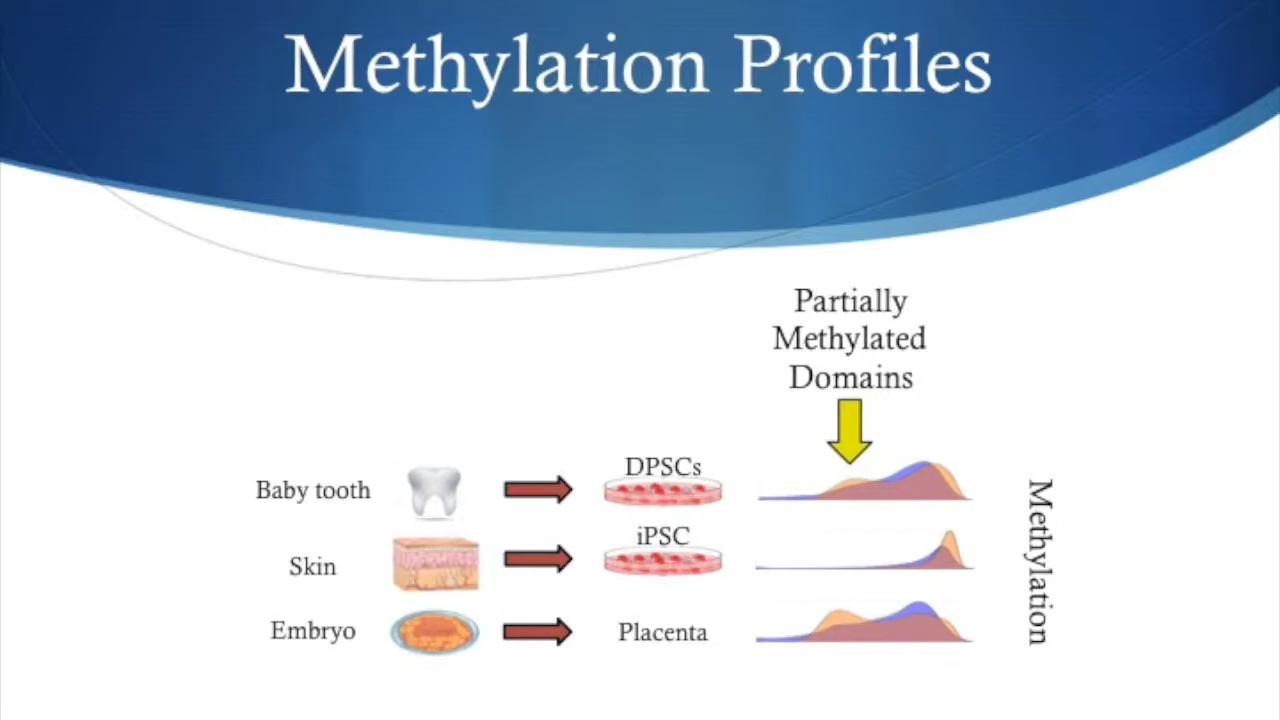 Methylation Profiles
Partially
Methylated
Domains
Baby tooth
DPSCs
Skin
iPSC
Embryo
Placenta
Methylation